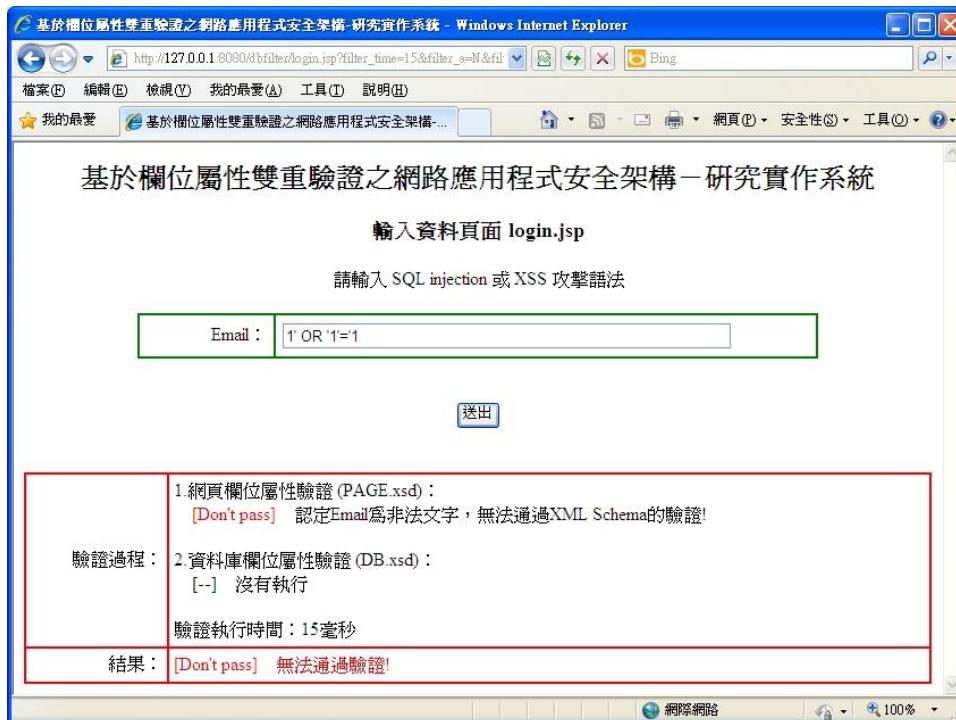 基於欄位屬性雙重驗證之網路應用程式安全架構-研究實作系統 - Windows Internet Explorer
http://127.0.0.1:8080/dbfilter/login.jsp?filter_time=15&filter_a=N&fil
Bing
檔案(F) 編輯(E) 檢視(V) 我的最愛(A) 工具(T) 說明(H)
我的最愛 基於欄位屬性雙重驗證之網路應用程式安全架構-... 網頁(P) 安全性(S) 工具(O)
基於欄位屬性雙重驗證之網路應用程式安全架構－研究實作系統
輸入資料頁面 login.jsp
請輸入 SQL injection 或 XSS 攻擊語法
Email： 1' OR '1'='1
送出
1.網頁欄位屬性驗證 (PAGE.xsd)：
[Don't pass] 認定Email為非法文字，無法通過XML Schema的驗證!
驗證過程： 2.資料庫欄位屬性驗證 (DB.xsd)：
[--] 沒有執行
驗證執行時間：15毫秒
結果： [Don't pass] 無法通過驗證!
網際網路 100%